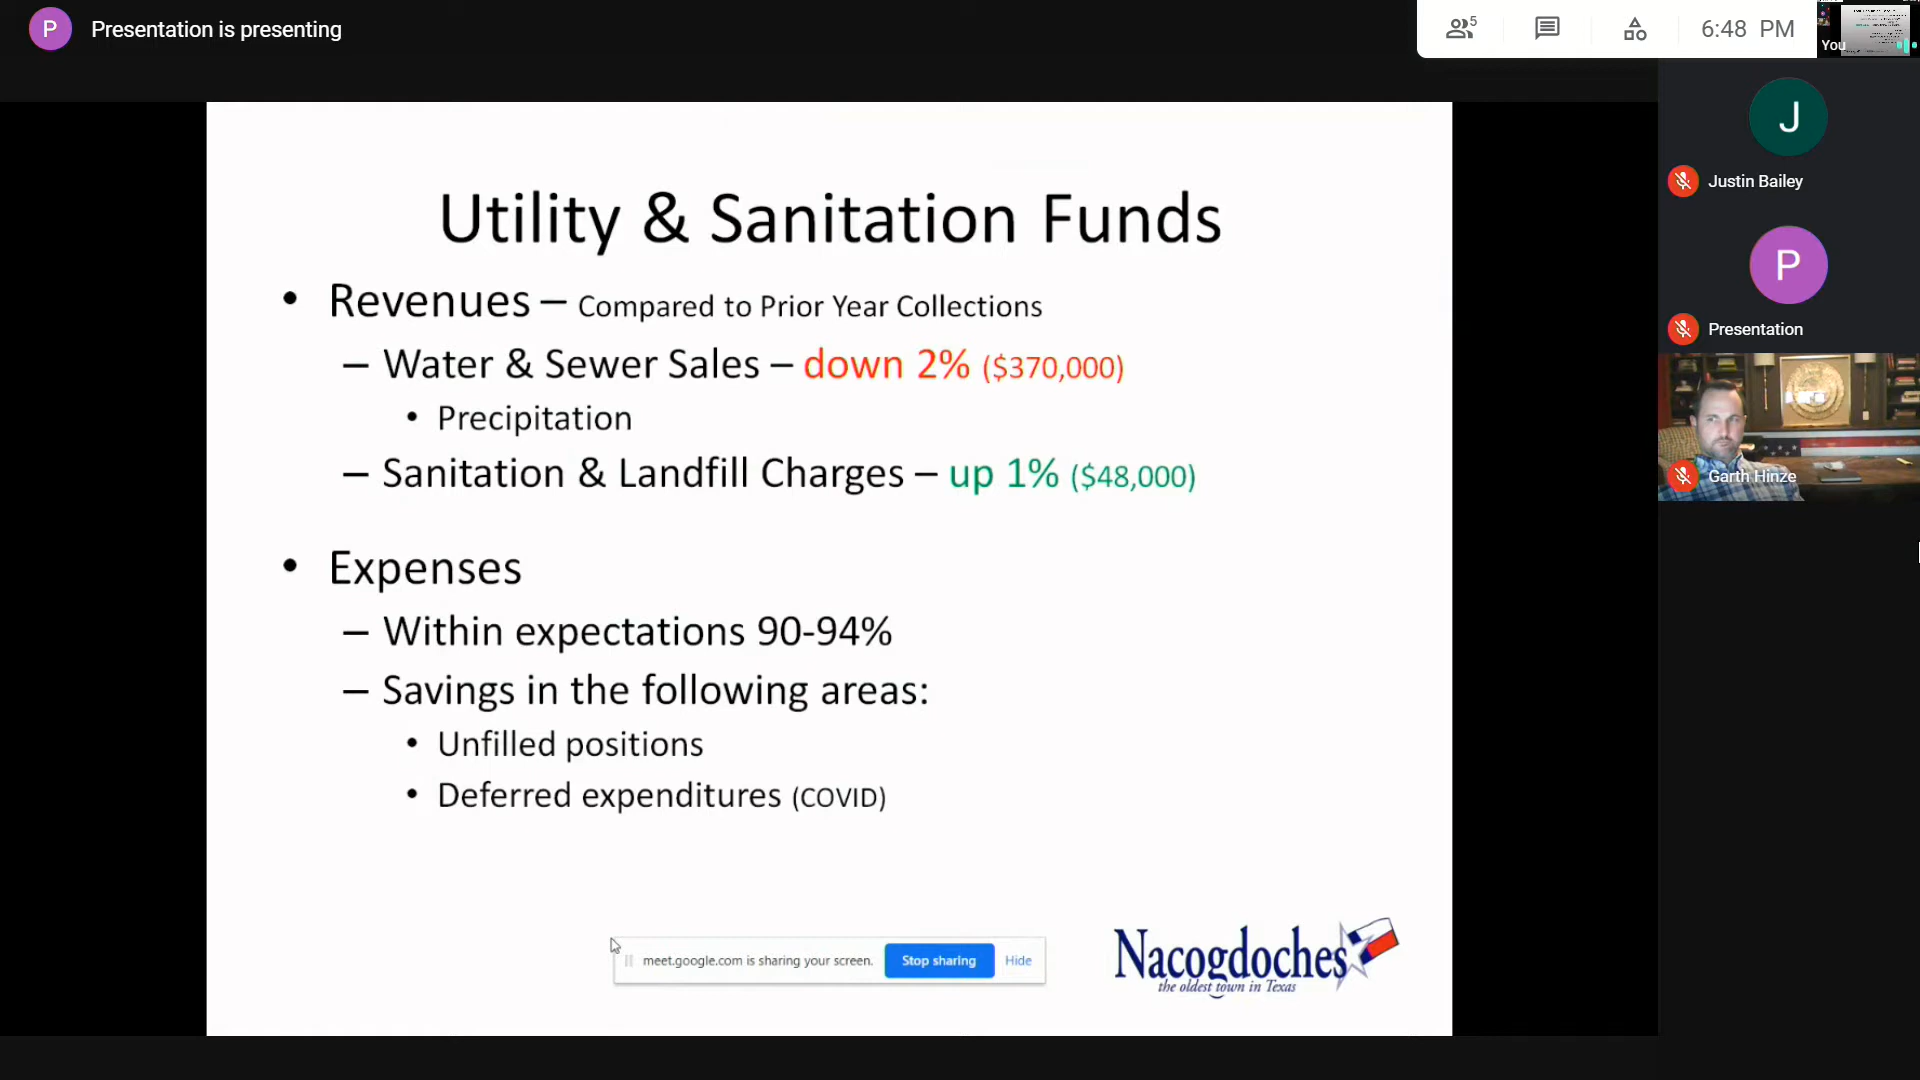 P Presentation is presenting
5
6:48 PM
You
J
Justin Bailey
P
Presentation
Garth Hinze
Utility & Sanitation Funds
• Revenues – Compared to Prior Year Collections
– Water & Sewer Sales – down 2% ($370,000)
• Precipitation
– Sanitation & Landfill Charges – up 1% ($48,000)
• Expenses
– Within expectations 90-94%
– Savings in the following areas:
• Unfilled positions
• Deferred expenditures (COVID)
meet.google.com is sharing your screen. Stop sharing Hide
Nacogdoches
the oldest town in Texas